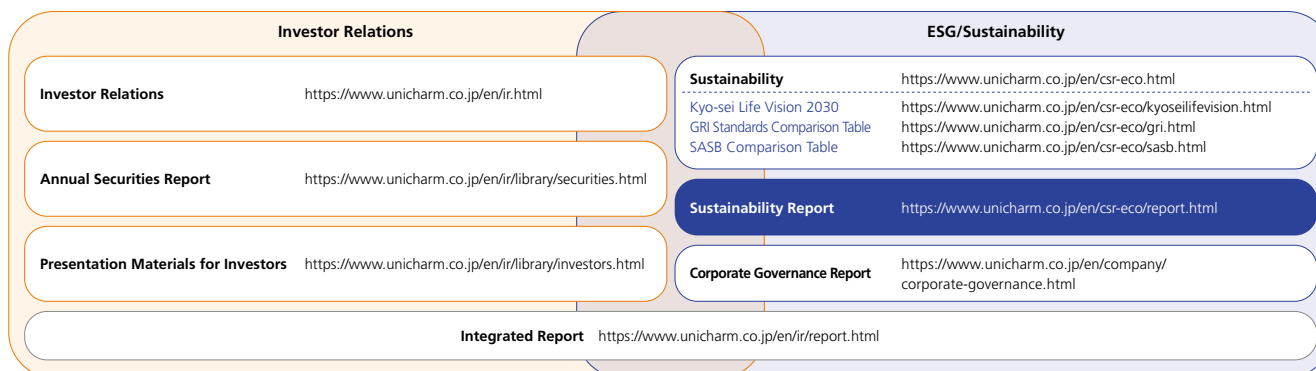 Investor Relations
Investor Relations https://www.unicharm.co.jp/en/ir.html
Annual Securities Report https://www.unicharm.co.jp/en/ir/library/securities.html
Presentation Materials for Investors https://www.unicharm.co.jp/en/ir/library/investors.html
ESG/Sustainability
Sustainability https://www.unicharm.co.jp/en/csr-eco.html
Kyo-sei Life Vision 2030 https://www.unicharm.co.jp/en/csr-eco/kyoseilifevision.html
GRI Standards Comparison Table https://www.unicharm.co.jp/en/csr-eco/gri.html
SASB Comparison Table https://www.unicharm.co.jp/en/csr-eco/sasb.html
Sustainability Report https://www.unicharm.co.jp/en/csr-eco/report.html
Corporate Governance Report https://www.unicharm.co.jp/en/company/
corporate-governance.html
Integrated Report https://www.unicharm.co.jp/en/ir/report.html